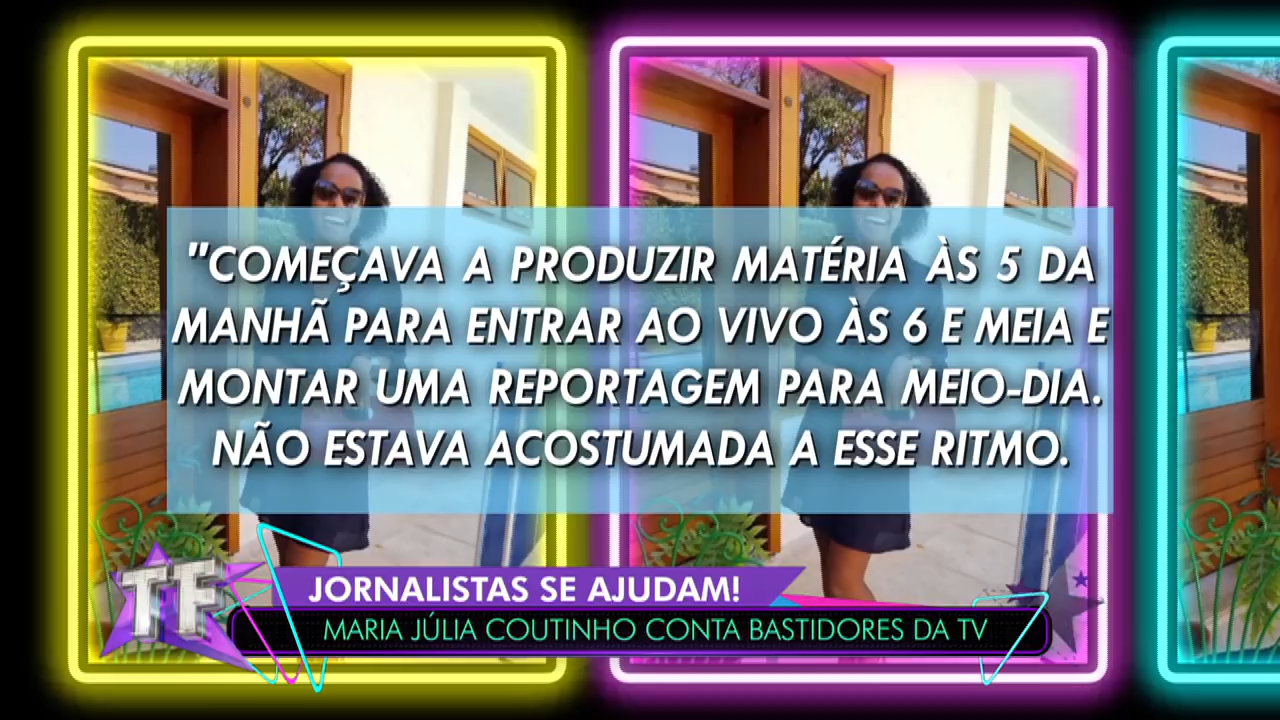 "COMEÇAVA A PRODUZIR MATÉRIA ÀS 5 DA
MANHÃ PARA ENTRAR AO VIVO ÀS 6 E MEIA E
MONTAR UMA REPORTAGEM PARA MEIO-DIA.
NÃO ESTAVA ACOSTUMADA A ESSE RITMO.
TF
JORNALISTAS SE AJUDAM!
MARIA JÚLIA COUTINHO CONTA BASTIDORES DA TV